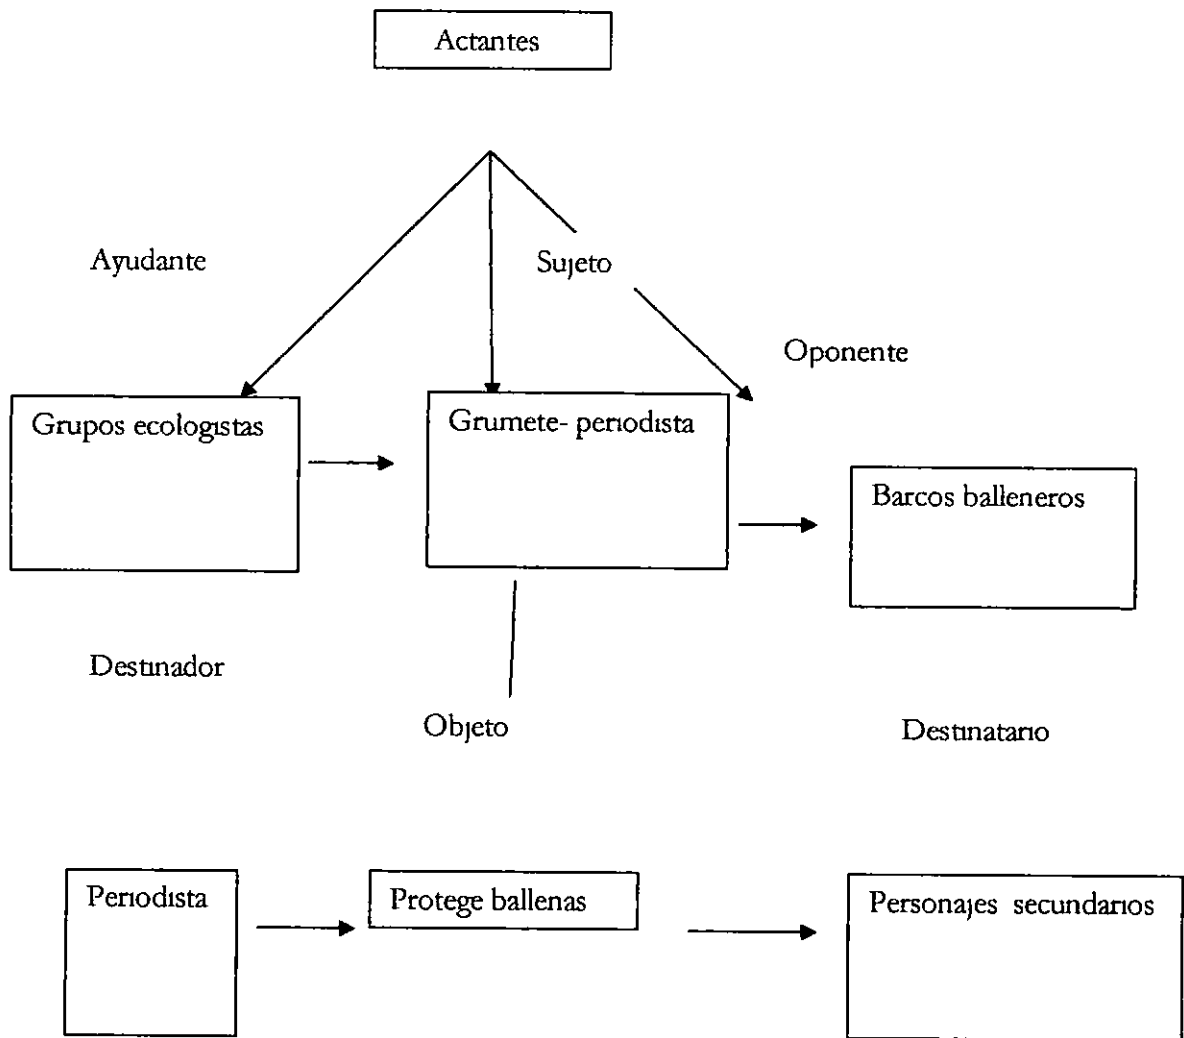 Actantes
Ayudante
Sujeto
Oponente
Grupos ecologistas
Grumete- periodista
Barcos balleneros
Destinador
Objeto
Destinatario
Periodista
Protege ballenas
Personajes secundarios